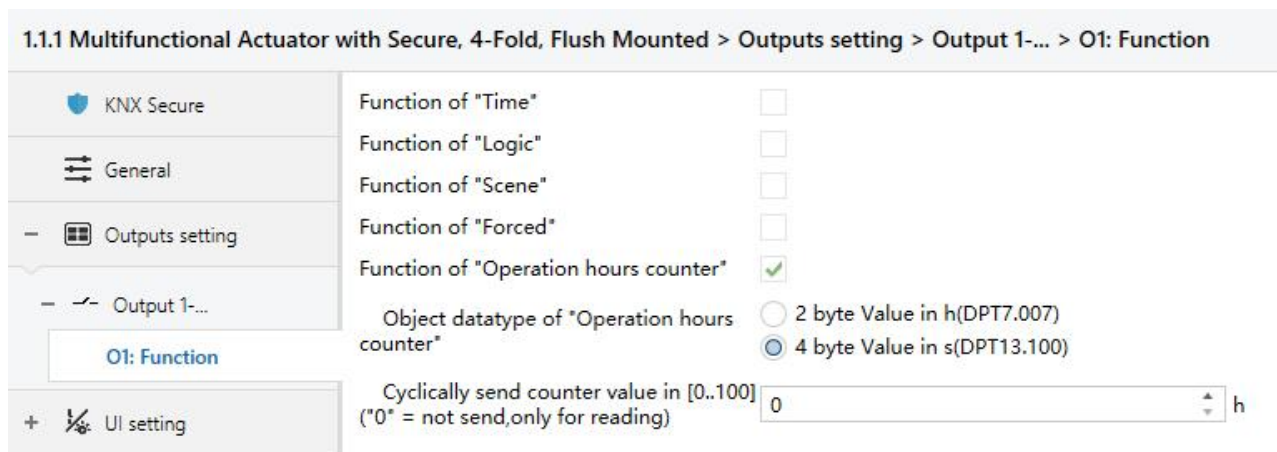 1.1.1 Multifunctional Actuator with Secure, 4-Fold, Flush Mounted > Outputs setting > Output 1-... > O1: Function
KNX Secure
General
Outputs setting
Output 1-...
O1: Function
UI setting
Function of "Time"
Function of "Logic"
Function of "Scene"
Function of "Forced"
Function of "Operation hours counter"
Object datatype of "Operation hours
counter"
2 byte Value in h(DPT7.007)
4 byte Value in s(DPT13.100)
Cyclically send counter value in [0..100]
("0" = not send,only for reading)
0
h